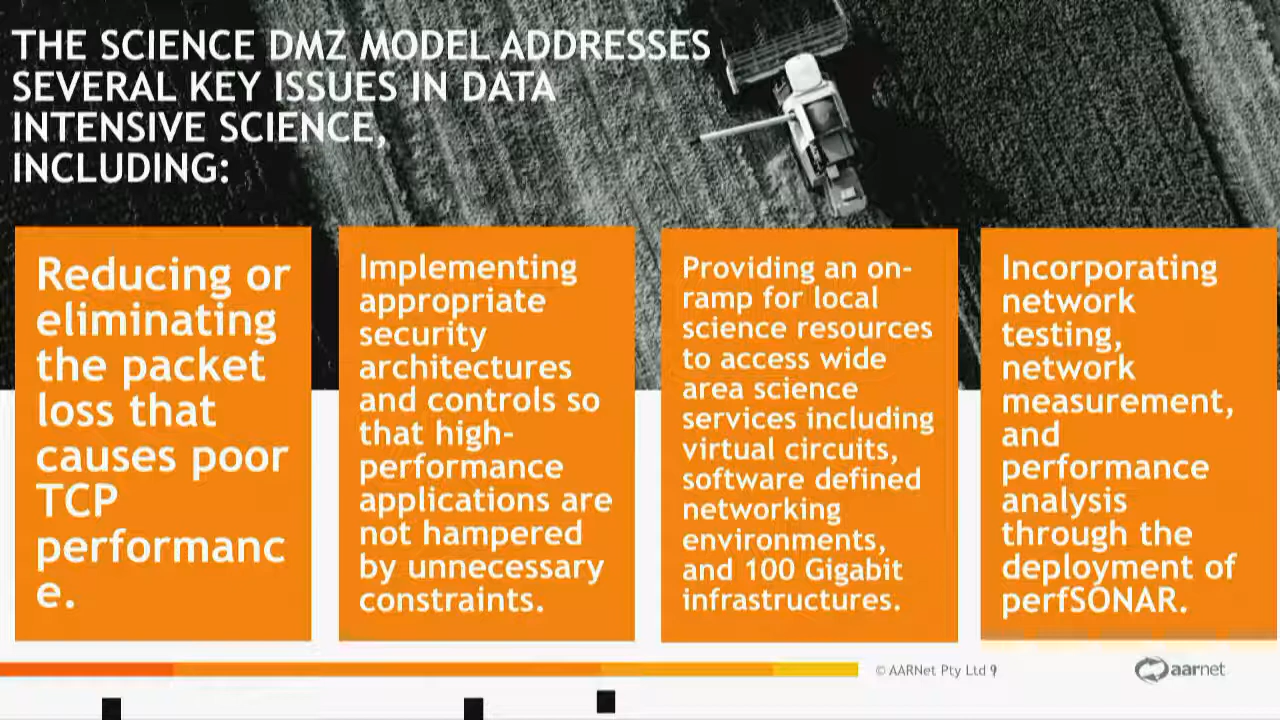 THE SCIENCE DMZ MODEL ADDRESSES
SEVERAL KEY ISSUES IN DATA
INTENSIVE SCIENCE,
INCLUDING:
Reducing or
eliminating
the packet
loss that
causes poor
TCP
performanc
e.
Implementing
appropriate
security
architectures
and controls so
that high-
performance
applications are
not hampered
by unnecessary
constraints.
Providing an on-
ramp for local
science resources
to access wide
area science
services including
virtual circuits,
software defined
networking
environments,
and 100 Gigabit
infrastructures.
Incorporating
network
testing,
network
measurement,
and
performance
analysis
through the
deployment of
perfSONAR.
© AARNet Pty Ltd 9
aarnet